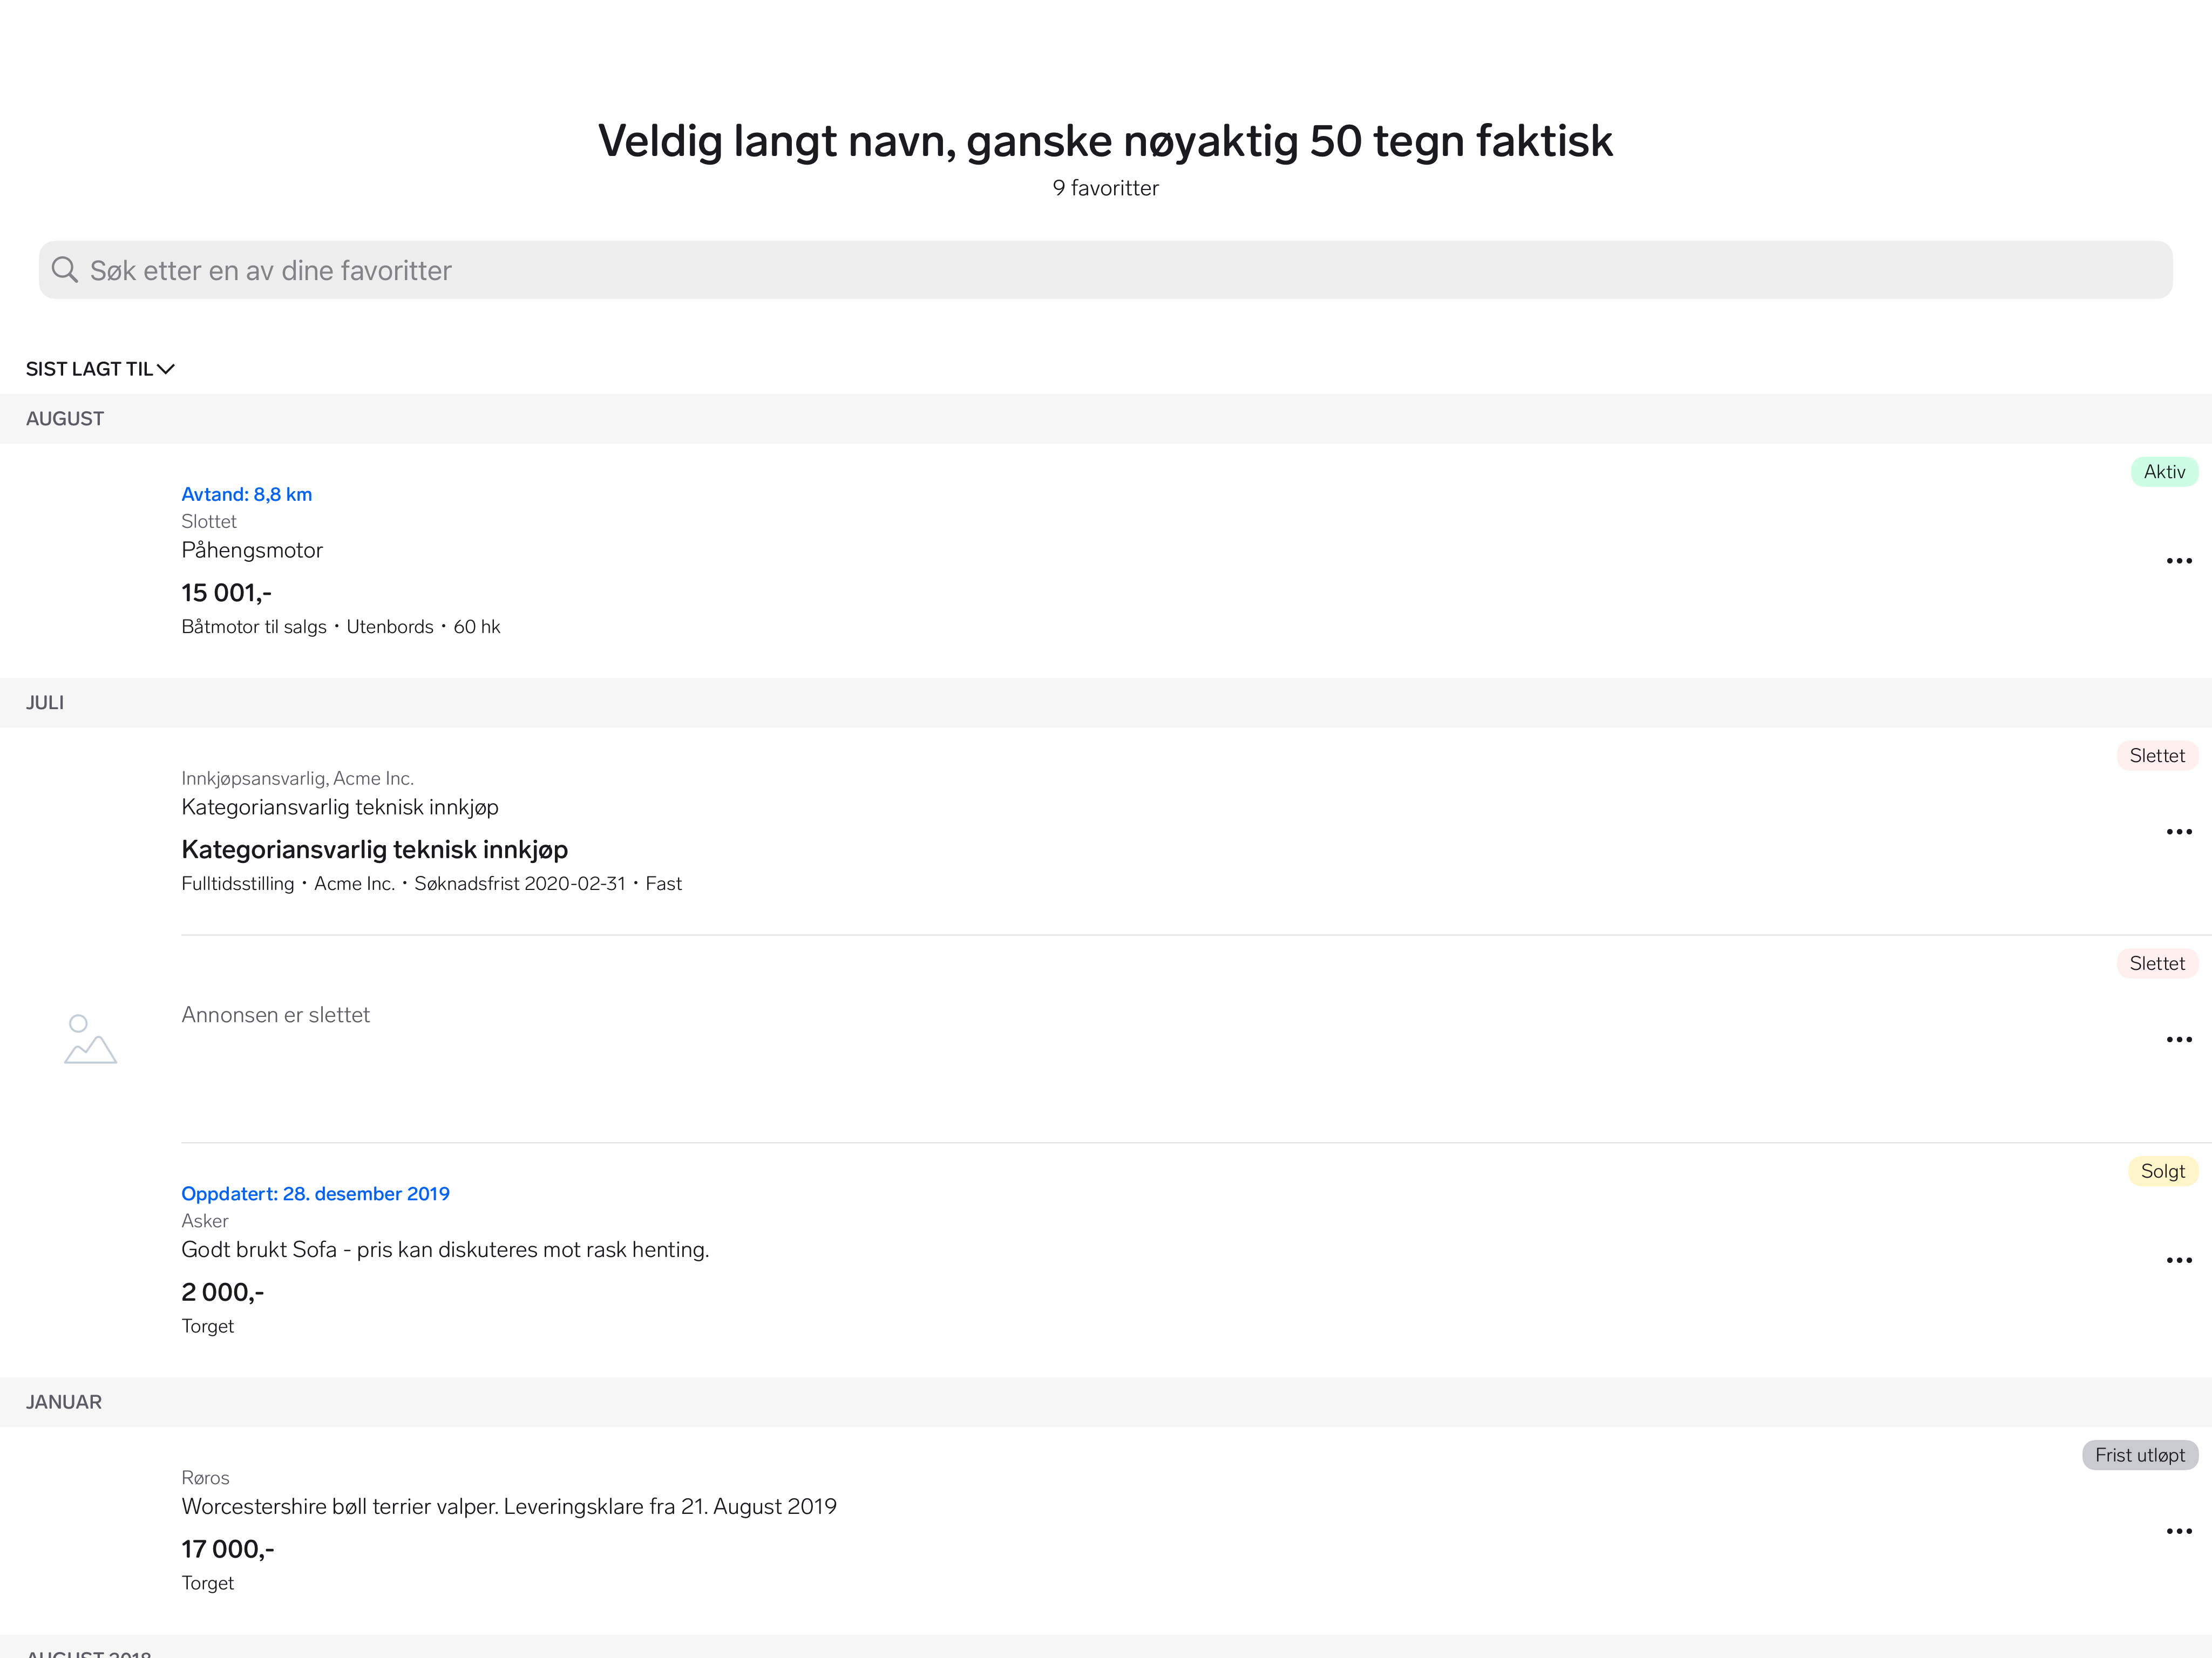 Veldig langt navn, ganske nøyaktig 50 tegn faktisk
9 favoritter
Søk etter en av dine favoritter
SIST LAGT TIL
AUGUST
Aktiv
Avtand: 8,8 km
Slottet
Påhengsmotor
15 001,-
Båtmotor til salgs・Utenbords・60 hk
JULI
Slettet
Innkjøpsansvarlig, Acme Inc.
Kategoriansvarlig teknisk innkjøp
Kategoriansvarlig teknisk innkjøp
Fulltidsstilling・Acme Inc.・Søknadsfrist 2020-02-31・Fast
Slettet
Annonsen er slettet
Solgt
Oppdatert: 28. desember 2019
Asker
Godt brukt Sofa - pris kan diskuteres mot rask henting.
2 000,-
Torget
JANUAR
Frist utløpt
Røros
Worcestershire bøll terrier valper. Leveringsklare fra 21. August 2019
17 000,-
Torget
AUGUST 2018